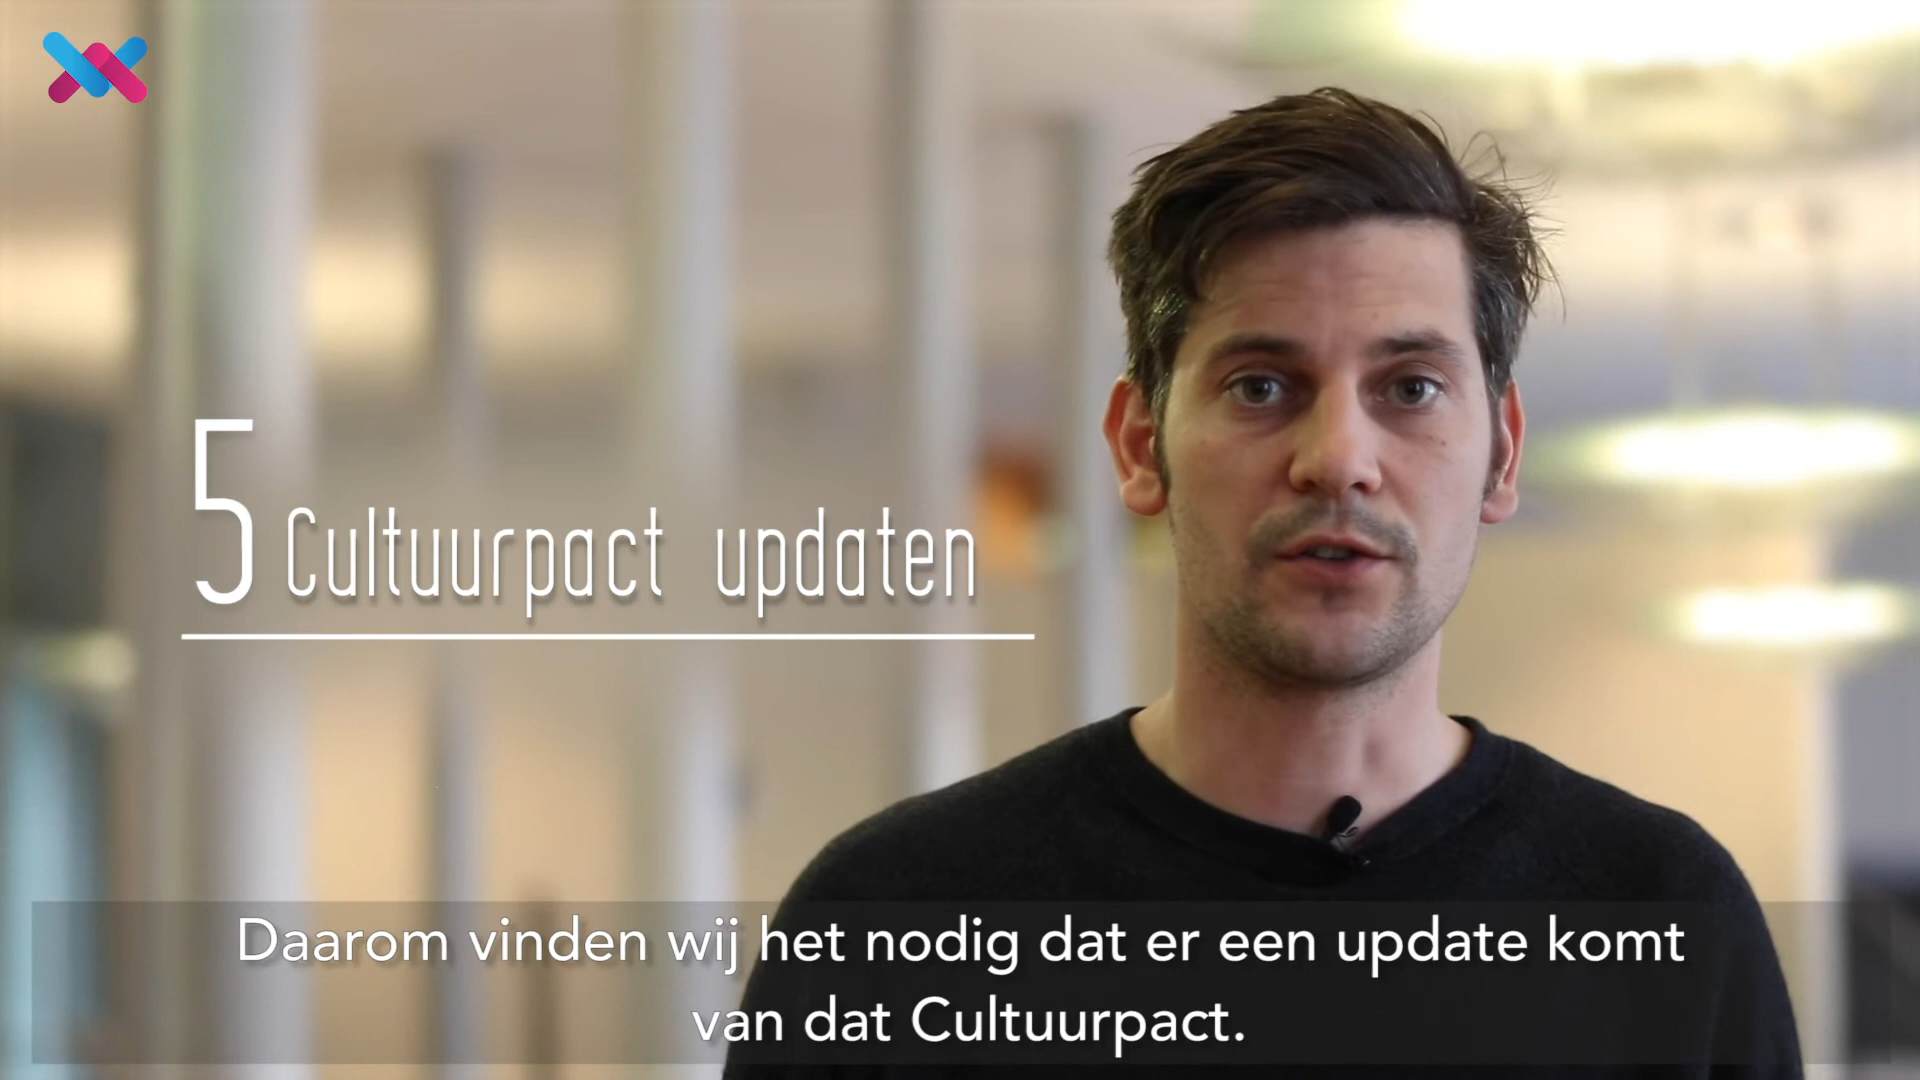 5 Cultuurpact updaten
Daarom vinden wij het nodig dat er een update komt
van dat Cultuurpact.